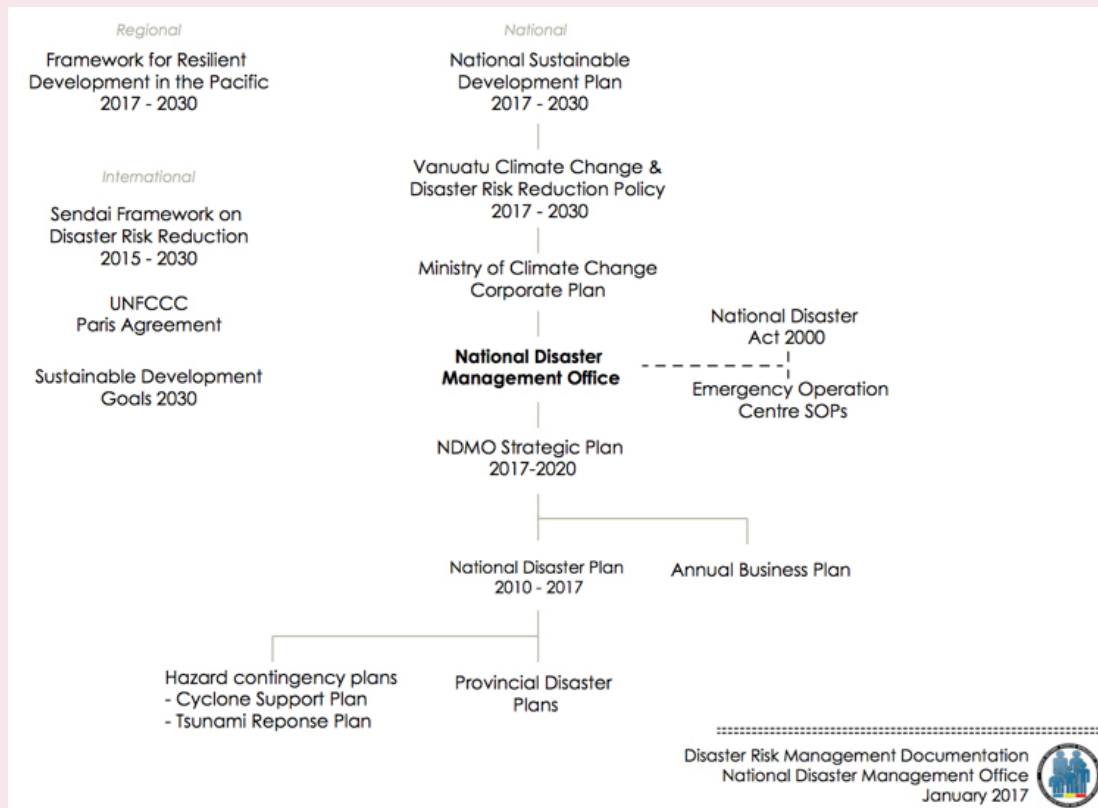 Regional
Framework for Resilient
Development in the Pacific
2017 - 2030
International
Sendai Framework on
Disaster Risk Reduction
2015 - 2030
UNFCCC
Paris Agreement
Sustainable Development
Goals 2030
National
National Sustainable
Development Plan
2017 - 2030
Vanuatu Climate Change &
Disaster Risk Reduction Policy
2017 - 2030
Ministry of Climate Change
Corporate Plan
National Disaster
Management Office
National Disaster
Act 2000
Emergency Operation
Centre SOPs
NDMO Strategic Plan
2017-2020
National Disaster Plan
2010 - 2017
Annual Business Plan
Hazard contingency plans
- Cyclone Support Plan
- Tsunami Reponse Plan
Provincial Disaster
Plans
Disaster Risk Management Documentation
National Disaster Management Office
January 2017